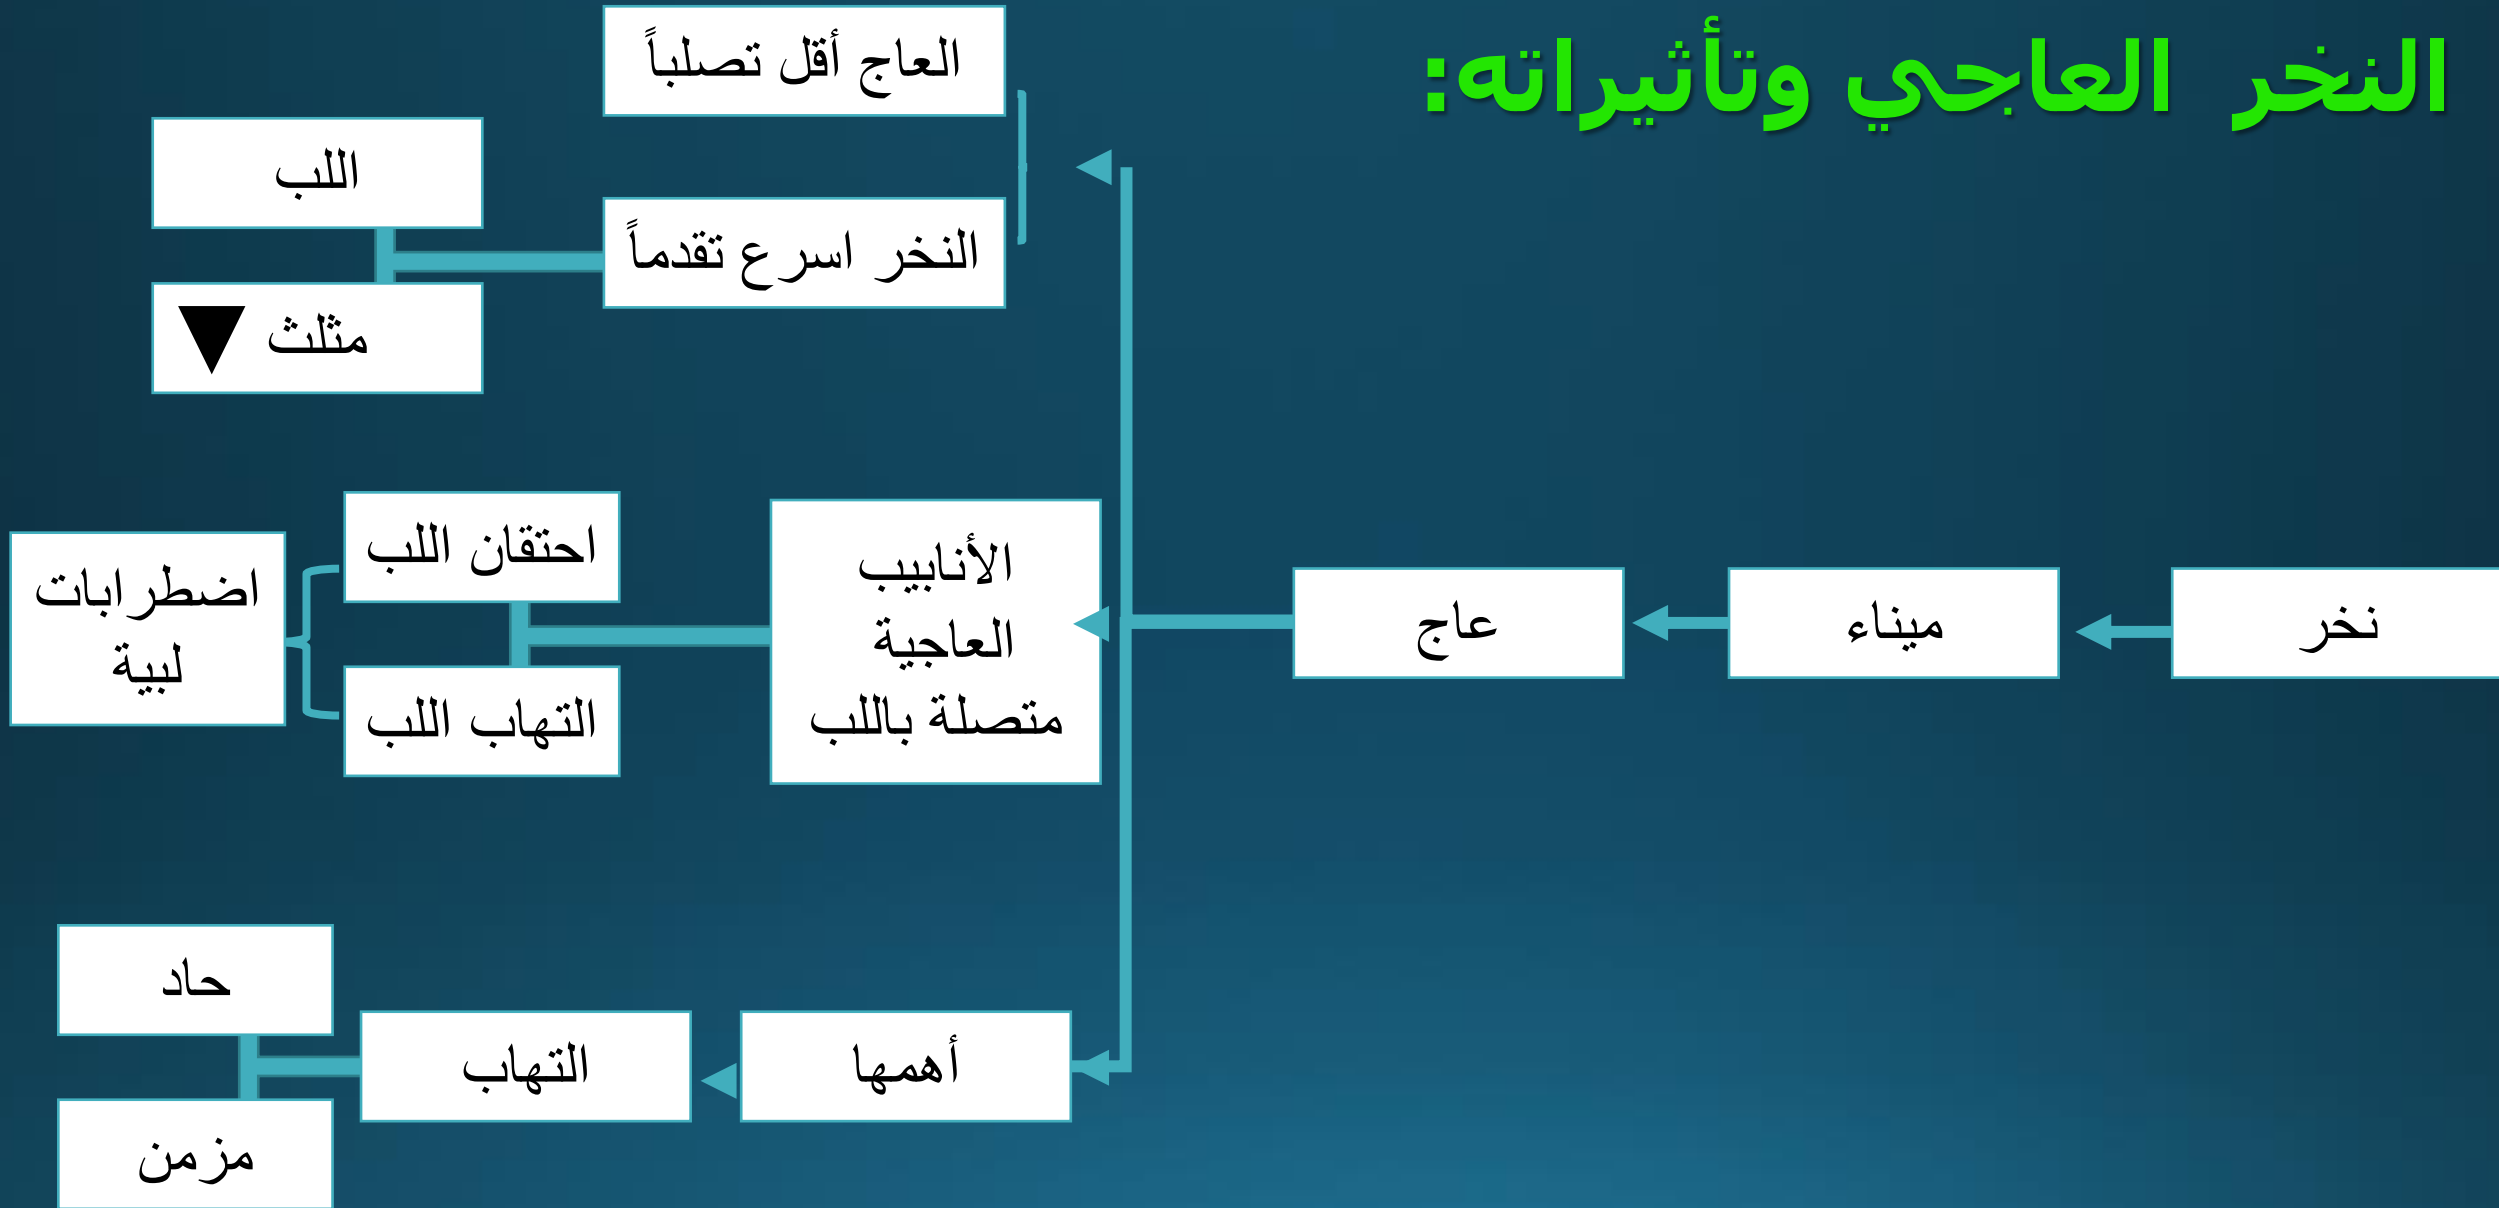 النخر العاجي وتأثيراته:
العاج أقل تصلباً
النخر اسرع تقدماً
اللب
مثلث
نخر
ميناء
عاج
الأنابيب
العاجية
متصلة باللب
احتقان اللب
التهاب اللب
اضطرابات
لبية
أهمها
التهاب
حاد
مزمن